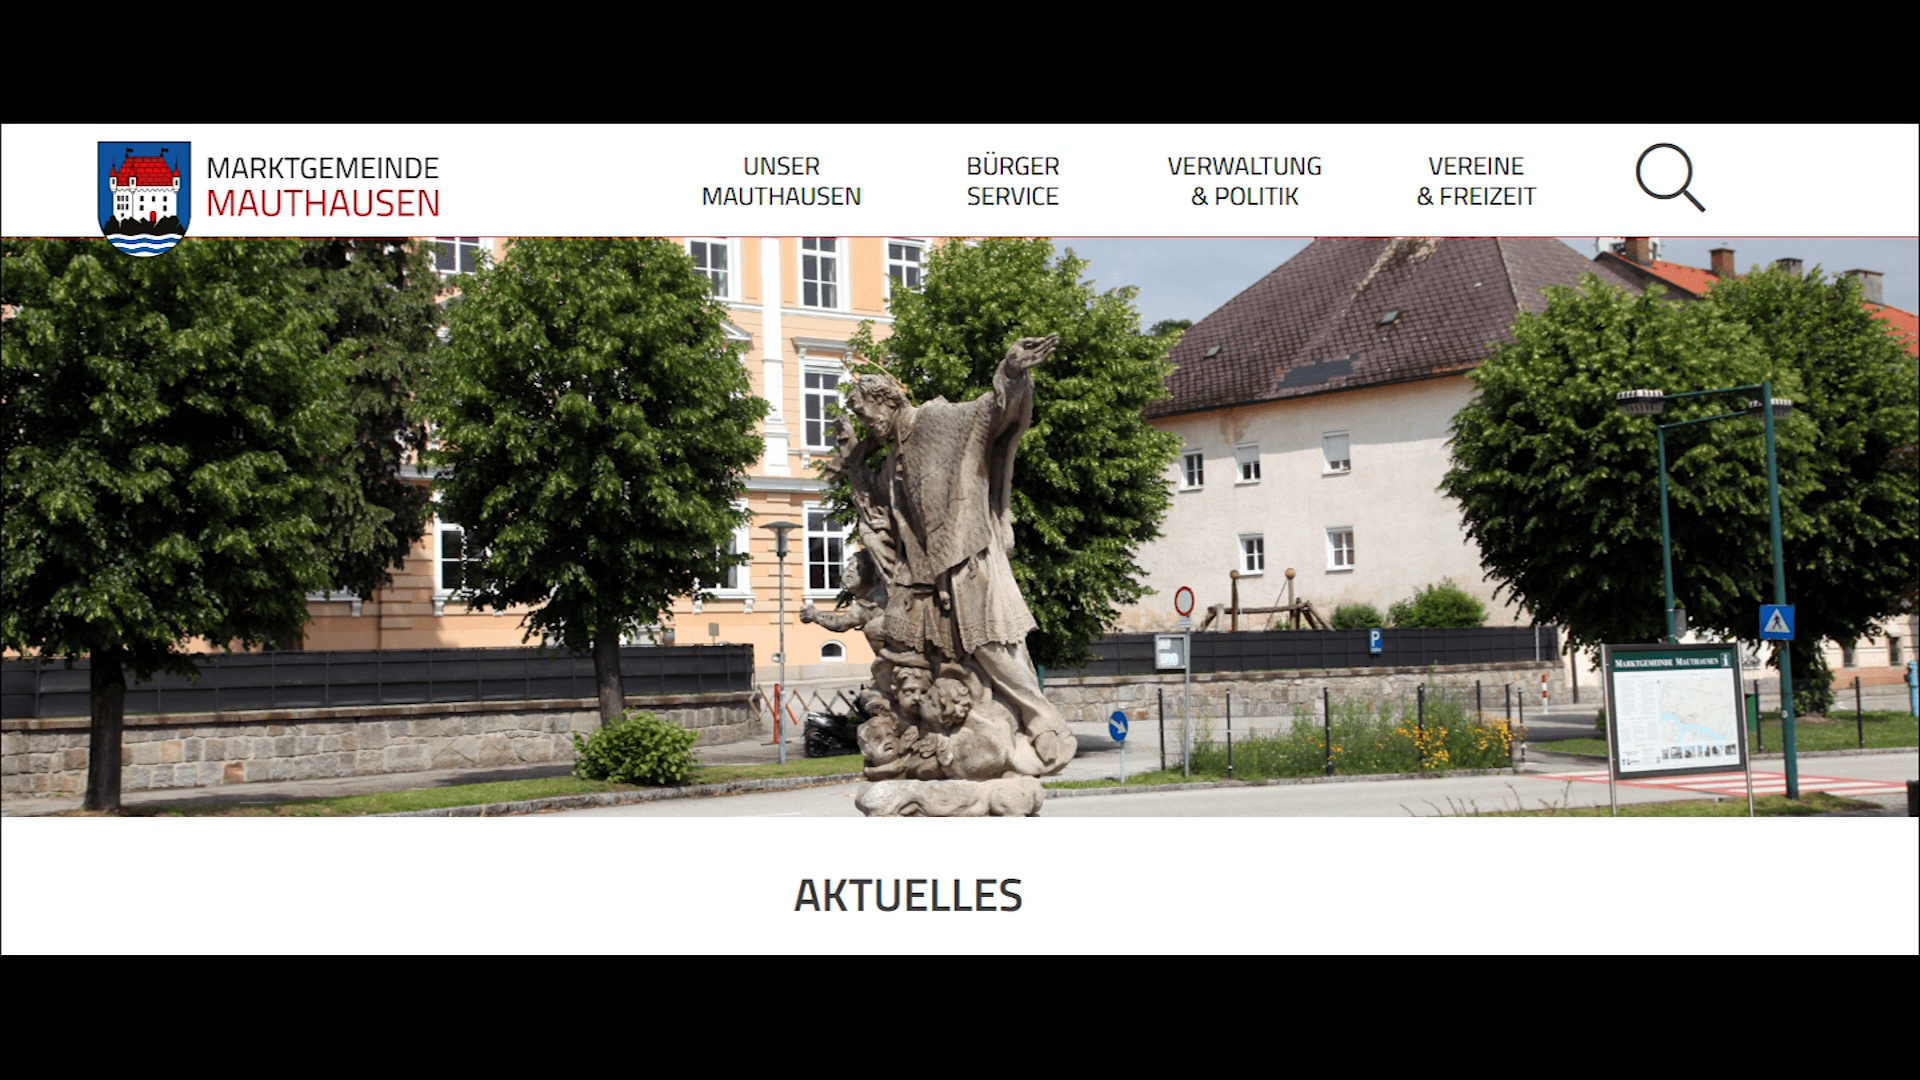 MARKTGEMEINDE
MAUTHAUSEN
UNSER
MAUTHAUSEN
BÜRGER
SERVICE
VERWALTUNG
& POLITIK
VEREINE
& FREIZEIT
P
MARKTGEMEINDE MAUTHAUSEN i
AKTUELLES